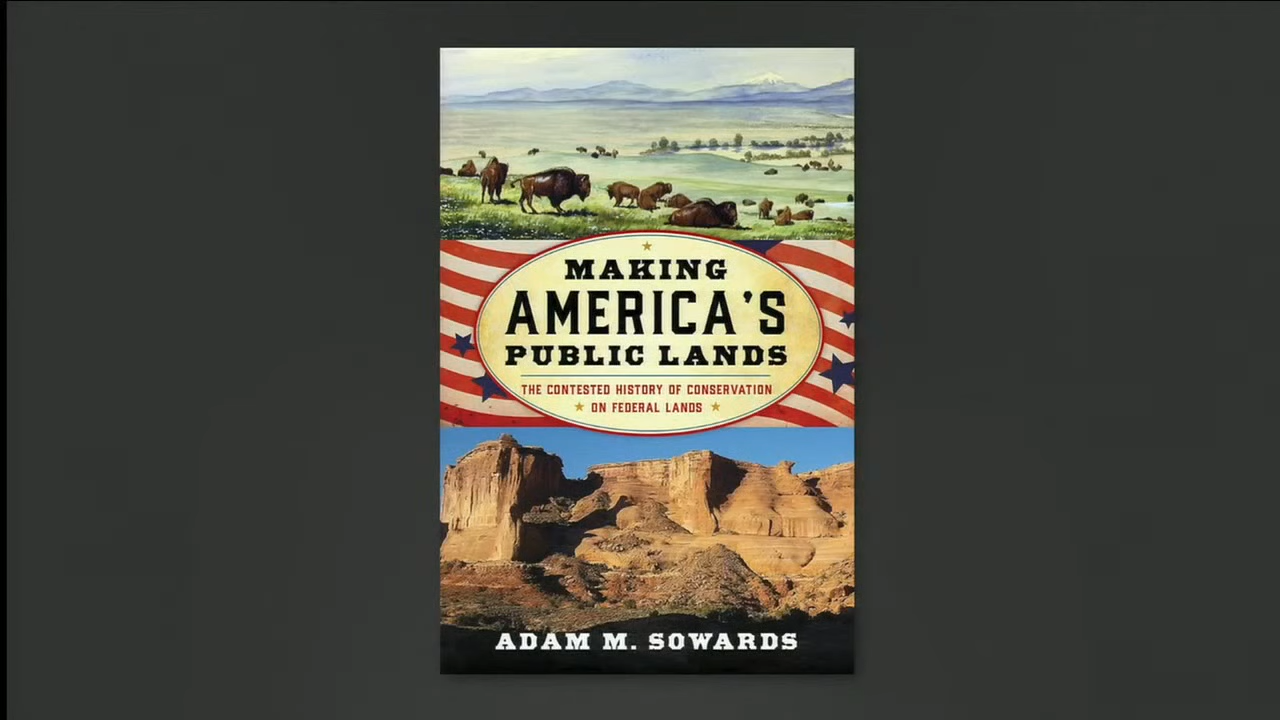 MAKING
AMERICA'S
PUBLIC LANDS
THE CONTESTED HISTORY OF CONSERVATION
ON FEDERAL LANDS
ADAM M. SOWARDS